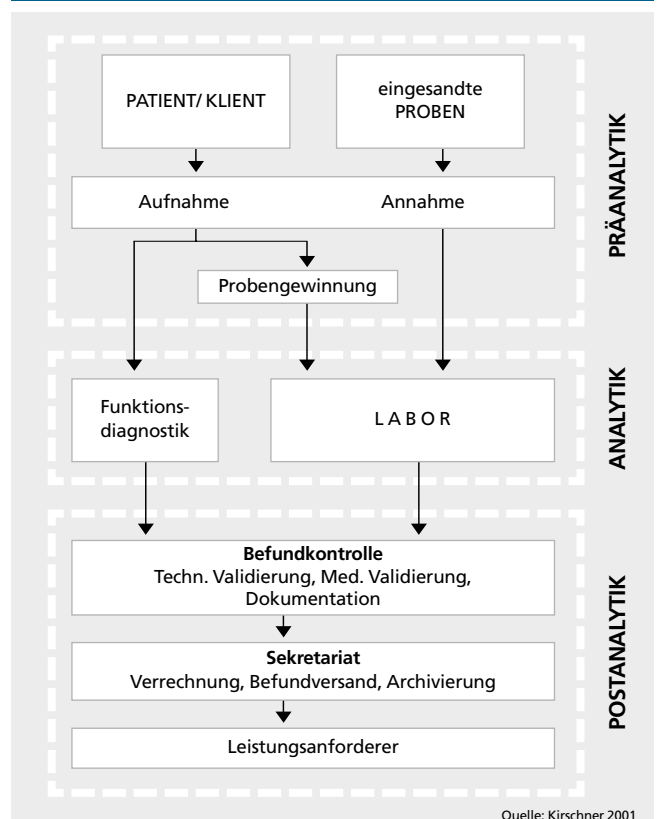 PATIENT/ KLIENT
eingesandte
PROBEN
Aufnahme
Annahme
Probengewinnung
PRÄANALYTIK
Funktions-
diagnostik
LABOR
ANALYTIK
Befundkontrolle
Techn. Validierung, Med. Validierung,
Dokumentation
Sekretariat
Verrechnung, Befundversand, Archivierung
Leistungsanforderer
POSTANALYTIK
Quelle: Kirschner 2001